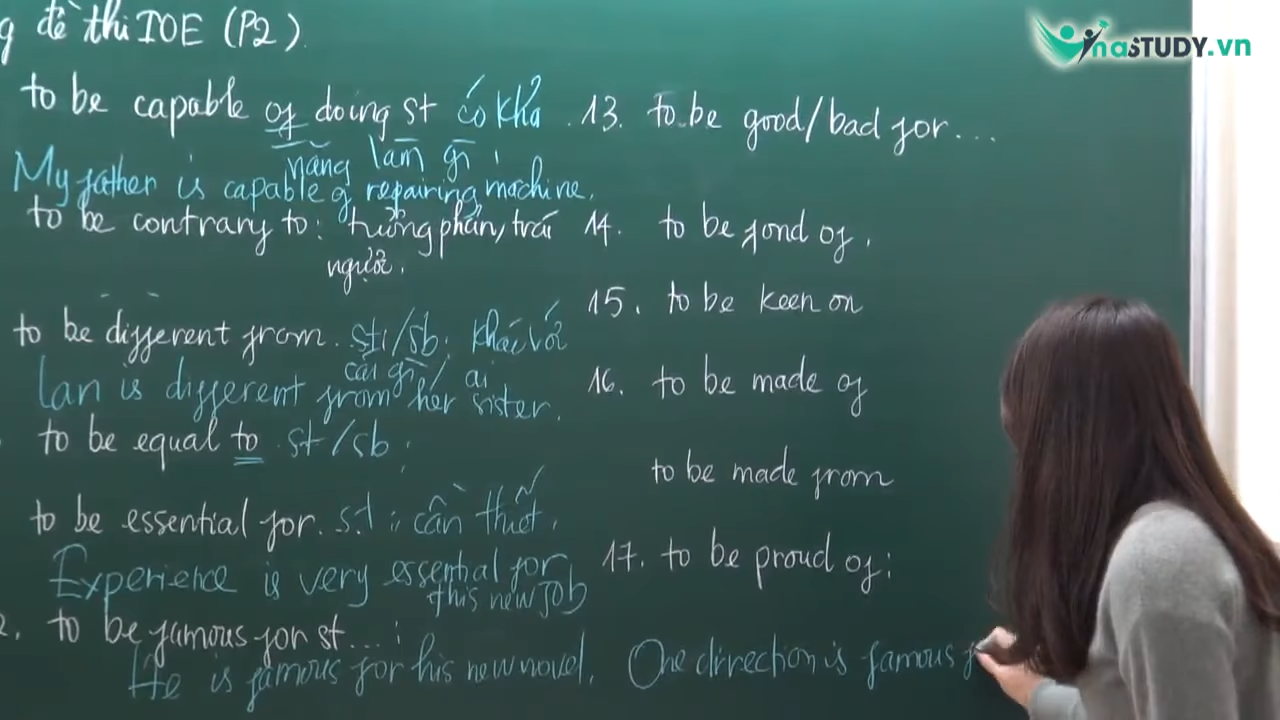 g đề thi IOE (P2).
to be capable of doing st có khả
năng làm gì
My father is capable of repairing machine.
to be contrary to: tương phản, trái
ngược.
to be different from st/sb: khác với
cái gì / ai
Lan is different from her sister.
to be equal to st/sb:
to be essential for st: cần thiết.
Experience is very essential for
this new job
2. to be famous for st...:
He is famous for his new novel. One direction is famous f
13. to be good/bad for...
14. to be fond of.
15. to be keen on
16. to be made of
to be made from
17. to be proud of:
VinaSTUDY.vn